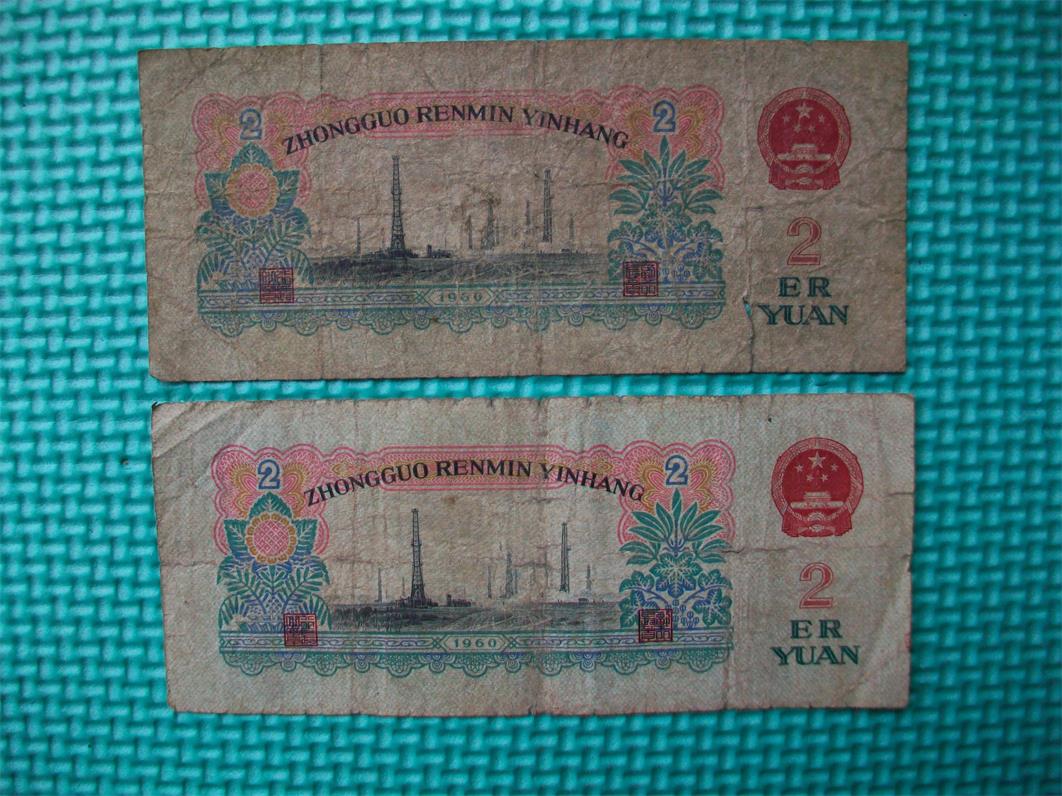 2 ZHONGGUO RENMIN YINHANG 2
2
ER
YUAN
1960
2 ZHONGGUO RENMIN YINHANG 2
2
ER
YUAN
1960